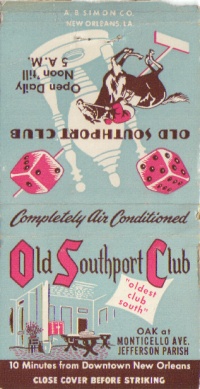 A. B. SIMON CO.
NEW ORLEANS, LA.
OLD SOUTHPORT CLUB
Open Daily
Noon 'till
5 A.M.
Completely Air Conditioned
Old Southport Club
"oldest
club
south"
OAK at
MONTICELLO AVE.
JEFFERSON PARISH
10 Minutes from Downtown New Orleans
CLOSE COVER BEFORE STRIKING